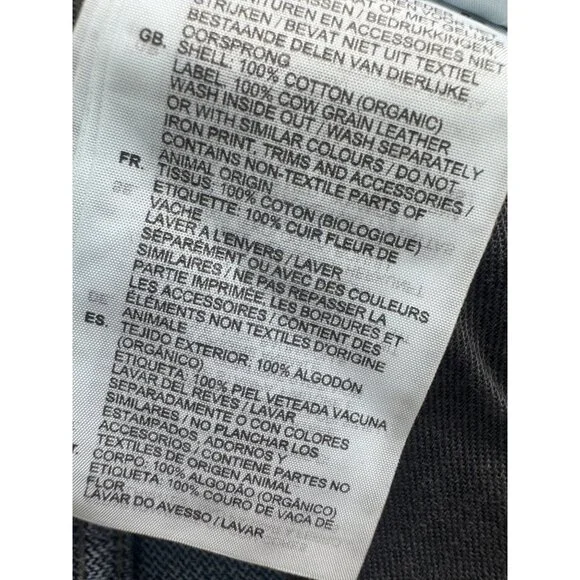 STRIJKEN / BEVAT NIET UIT TEXTIEL
BESTAANDE DELEN VAN DIERLIJKE
OORSPRONG
GB. SHELL: 100% COTTON (ORGANIC)
LABEL: 100% COW GRAIN LEATHER
WASH INSIDE OUT / WASH SEPARATELY
OR WITH SIMILAR COLOURS / DO NOT
IRON PRINT, TRIMS AND ACCESSORIES /
CONTAINS NON-TEXTILE PARTS OF
ANIMAL ORIGIN
FR. TISSUS: 100% COTON (BIOLOGIQUE)
ETIQUETTE: 100% CUIR FLEUR DE
VACHE
LAVER A L'ENVERS / LAVER
SÉPARÉMENT OU AVEC DES COULEURS
SIMILAIRES / NE PAS REPASSER LA
PARTIE IMPRIMÉE, LES BORDURES ET
LES ACCESSOIRES / CONTIENT DES
ÉLÉMENTS NON TEXTILES D'ORIGINE
ANIMALE
ES. TEJIDO EXTERIOR: 100% ALGODÓN
(ORGÁNICO)
ETIQUETA: 100% PIEL VETEADA VACUNA
LAVAR DEL REVES / LAVAR
SEPARADAMENTE O CON COLORES
SIMILARES / NO PLANCHAR LOS
ESTAMPADOS, ADORNOS Y
ACCESORIOS / CONTIENE PARTES NO
TEXTILES DE ORIGEN ANIMAL
CORPO: 100% ALGODÃO (ORGÂNICO)
ETIQUETA: 100% COURO DE VACA DE
FLOR
LAVAR DO AVESSO / LAVAR